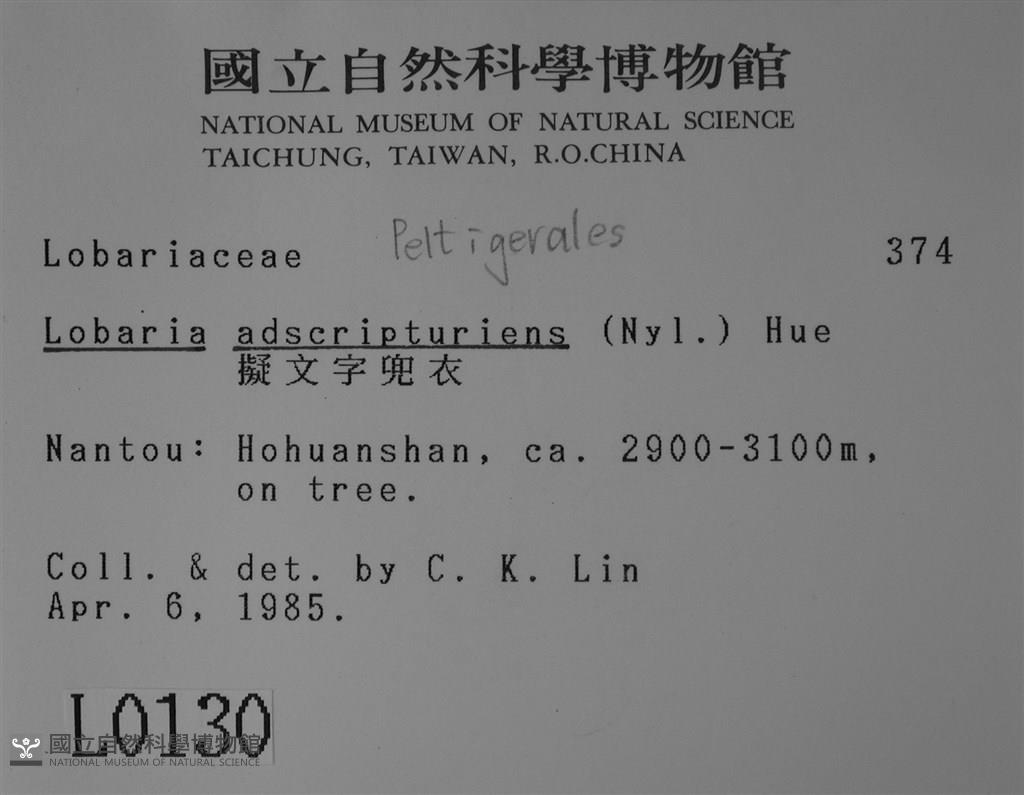 國立自然科學博物館
NATIONAL MUSEUM OF NATURAL SCIENCE
TAICHUNG, TAIWAN, R.O.CHINA
Lobariaceae Peltigerales 374
Lobaria adscripturiens (Nyl.) Hue
擬文字兜衣
Nantou: Hohuanshan, ca. 2900-3100m,
on tree.
Coll. & det. by C. K. Lin
Apr. 6, 1985.
L0130
國立自然科學博物館
NATIONAL MUSEUM OF NATURAL SCIENCE